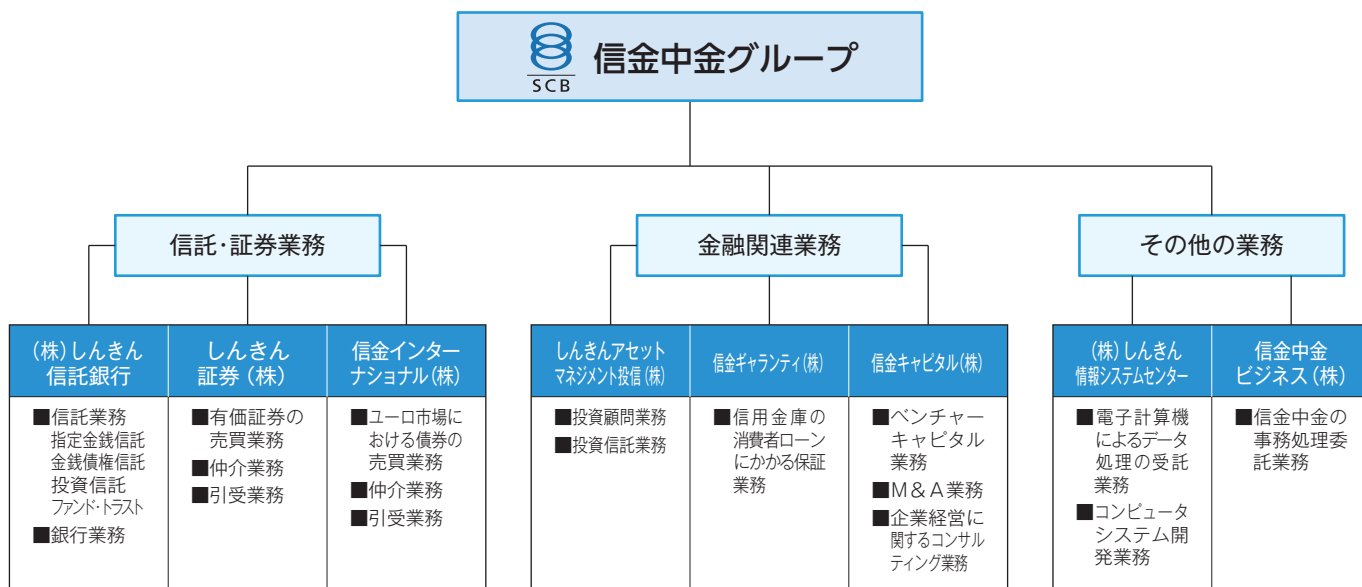 SCB
信金中金グループ
信託・証券業務
金融関連業務
その他の業務
(株)しんきん
信託銀行
■信託業務
指定金銭信託
金銭債権信託
投資信託
ファンド・トラスト
■銀行業務
しんきん
証券(株)
■有価証券の
売買業務
■仲介業務
■引受業務
信金インター
ナショナル(株)
■ユーロ市場に
おける債券の
売買業務
■仲介業務
■引受業務
しんきんアセット
マネジメント投信(株)
■投資顧問業務
■投資信託業務
信金ギャランティ(株)
■信用金庫の
消費者ローン
にかかる保証
業務
信金キャピタル(株)
■ベンチャー
キャピタル
業務
■M&A業務
■企業経営に
関するコンサル
ティング業務
(株)しんきん
情報システムセンター
■電子計算機
によるデータ
処理の受託
業務
■コンピュータ
システム開
発業務
信金中金
ビジネス(株)
■信金中金の
事務処理委
託業務